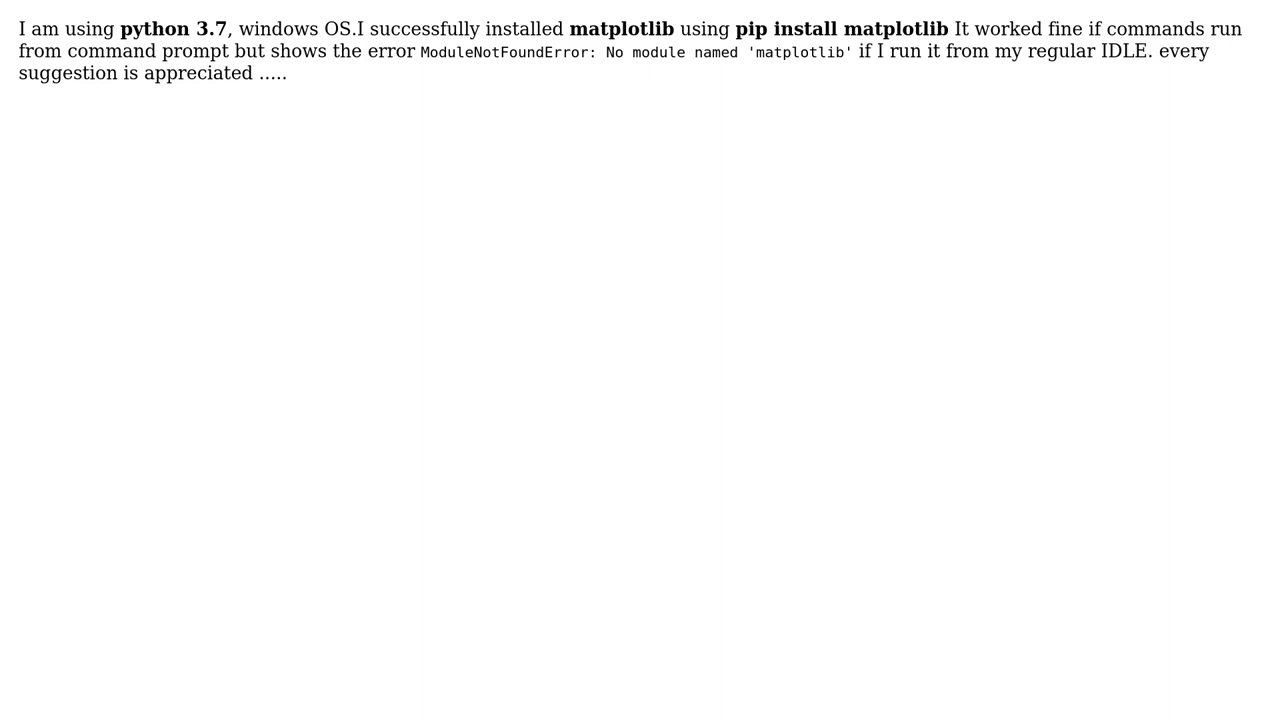 I am using python 3.7, windows OS.I successfully installed matplotlib using pip install matplotlib It worked fine if commands run
from command prompt but shows the error ModuleNotFoundError: No module named 'matplotlib' if I run it from my regular IDLE. every
suggestion is appreciated .....